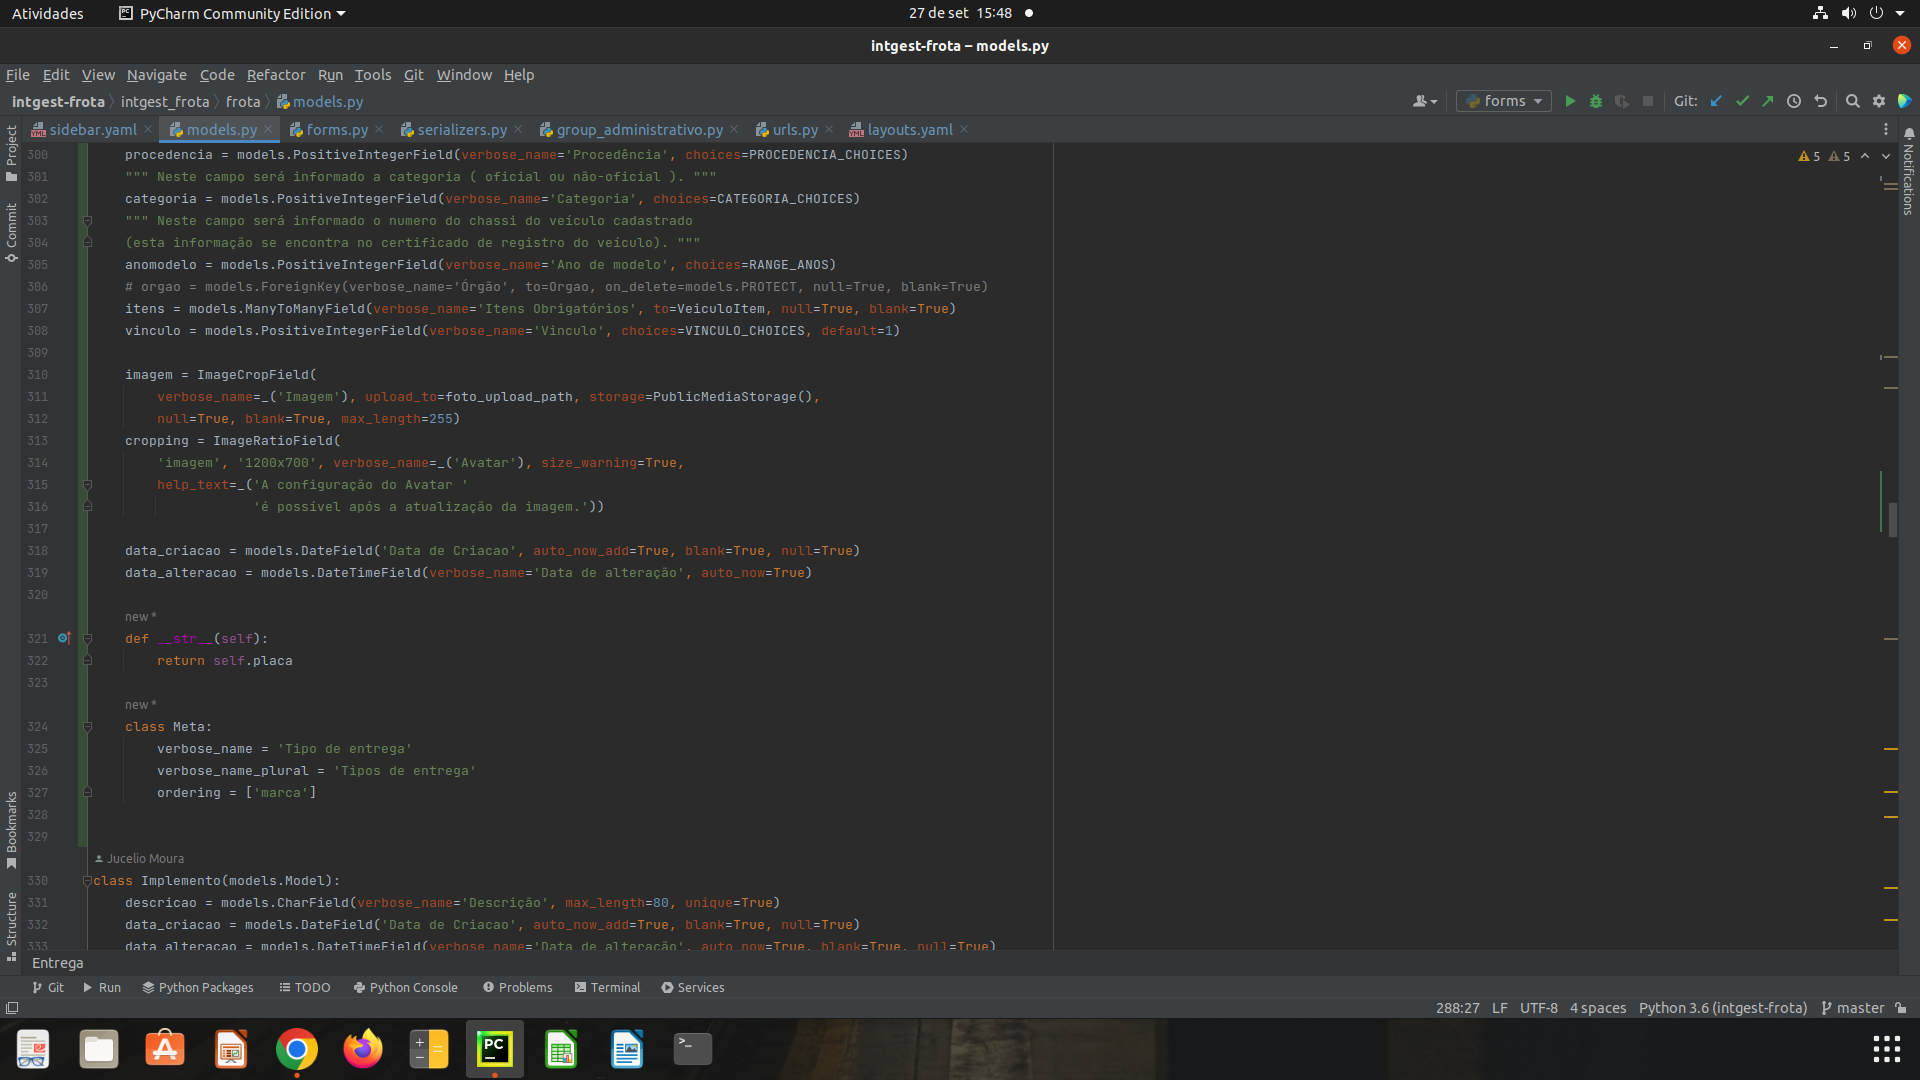 Atividades
PyCharm Community Edition
27 de set 15:48
intgest-frota – models.py
File Edit View Navigate Code Refactor Run Tools Git Window Help
intgest-frota intgest_frota frota models.py
forms
Git:
sidebar.yaml models.py forms.py serializers.py group_administrativo.py urls.py layouts.yaml
5 5
Project
Commit
Bookmarks
Structure
Notifications
300 procedencia = models.PositiveIntegerField(verbose_name='Procedência', choices=PROCEDENCIA_CHOICES)
301 """ Neste campo será informado a categoria ( oficial ou não-oficial ). """
302 categoria = models.PositiveIntegerField(verbose_name='Categoria', choices=CATEGORIA_CHOICES)
303 """ Neste campo será informado o numero do chassi do veículo cadastrado
304 (esta informação se encontra no certificado de registro do veículo). """
305 anomodelo = models.PositiveIntegerField(verbose_name='Ano de modelo', choices=RANGE_ANOS)
306 # orgao = models.ForeignKey(verbose_name='Órgão', to=Orgao, on_delete=models.PROTECT, null=True, blank=True)
307 itens = models.ManyToManyField(verbose_name='Itens Obrigatórios', to=VeiculoItem, null=True, blank=True)
308 vinculo = models.PositiveIntegerField(verbose_name='Vinculo', choices=VINCULO_CHOICES, default=1)
309
310 imagem = ImageCropField(
311 verbose_name=_('Imagem'), upload_to=foto_upload_path, storage=PublicMediaStorage(),
312 null=True, blank=True, max_length=255)
313 cropping = ImageRatioField(
314 'imagem', '1200x700', verbose_name=_('Avatar'), size_warning=True,
315 help_text=_('A configuração do Avatar '
316 'é possível após a atualização da imagem.'))
317
318 data_criacao = models.DateField('Data de Criacao', auto_now_add=True, blank=True, null=True)
319 data_alteracao = models.DateTimeField(verbose_name='Data de alteração', auto_now=True)
320
new *
321 def __str__(self):
322 return self.placa
323
new *
324 class Meta:
325 verbose_name = 'Tipo de entrega'
326 verbose_name_plural = 'Tipos de entrega'
327 ordering = ['marca']
328
329
Jucelio Moura
330 class Implemento(models.Model):
331 descricao = models.CharField(verbose_name='Descrição', max_length=80, unique=True)
332 data_criacao = models.DateField('Data de Criacao', auto_now_add=True, blank=True, null=True)
333 data_alteracao = models.DateTimeField(verbose_name='Data de alteração', auto_now=True, blank=True, null=True)
Entrega
Git Run Python Packages TODO Python Console Problems Terminal Services
288:27 LF UTF-8 4 spaces Python 3.6 (intgest-frota) master
PC